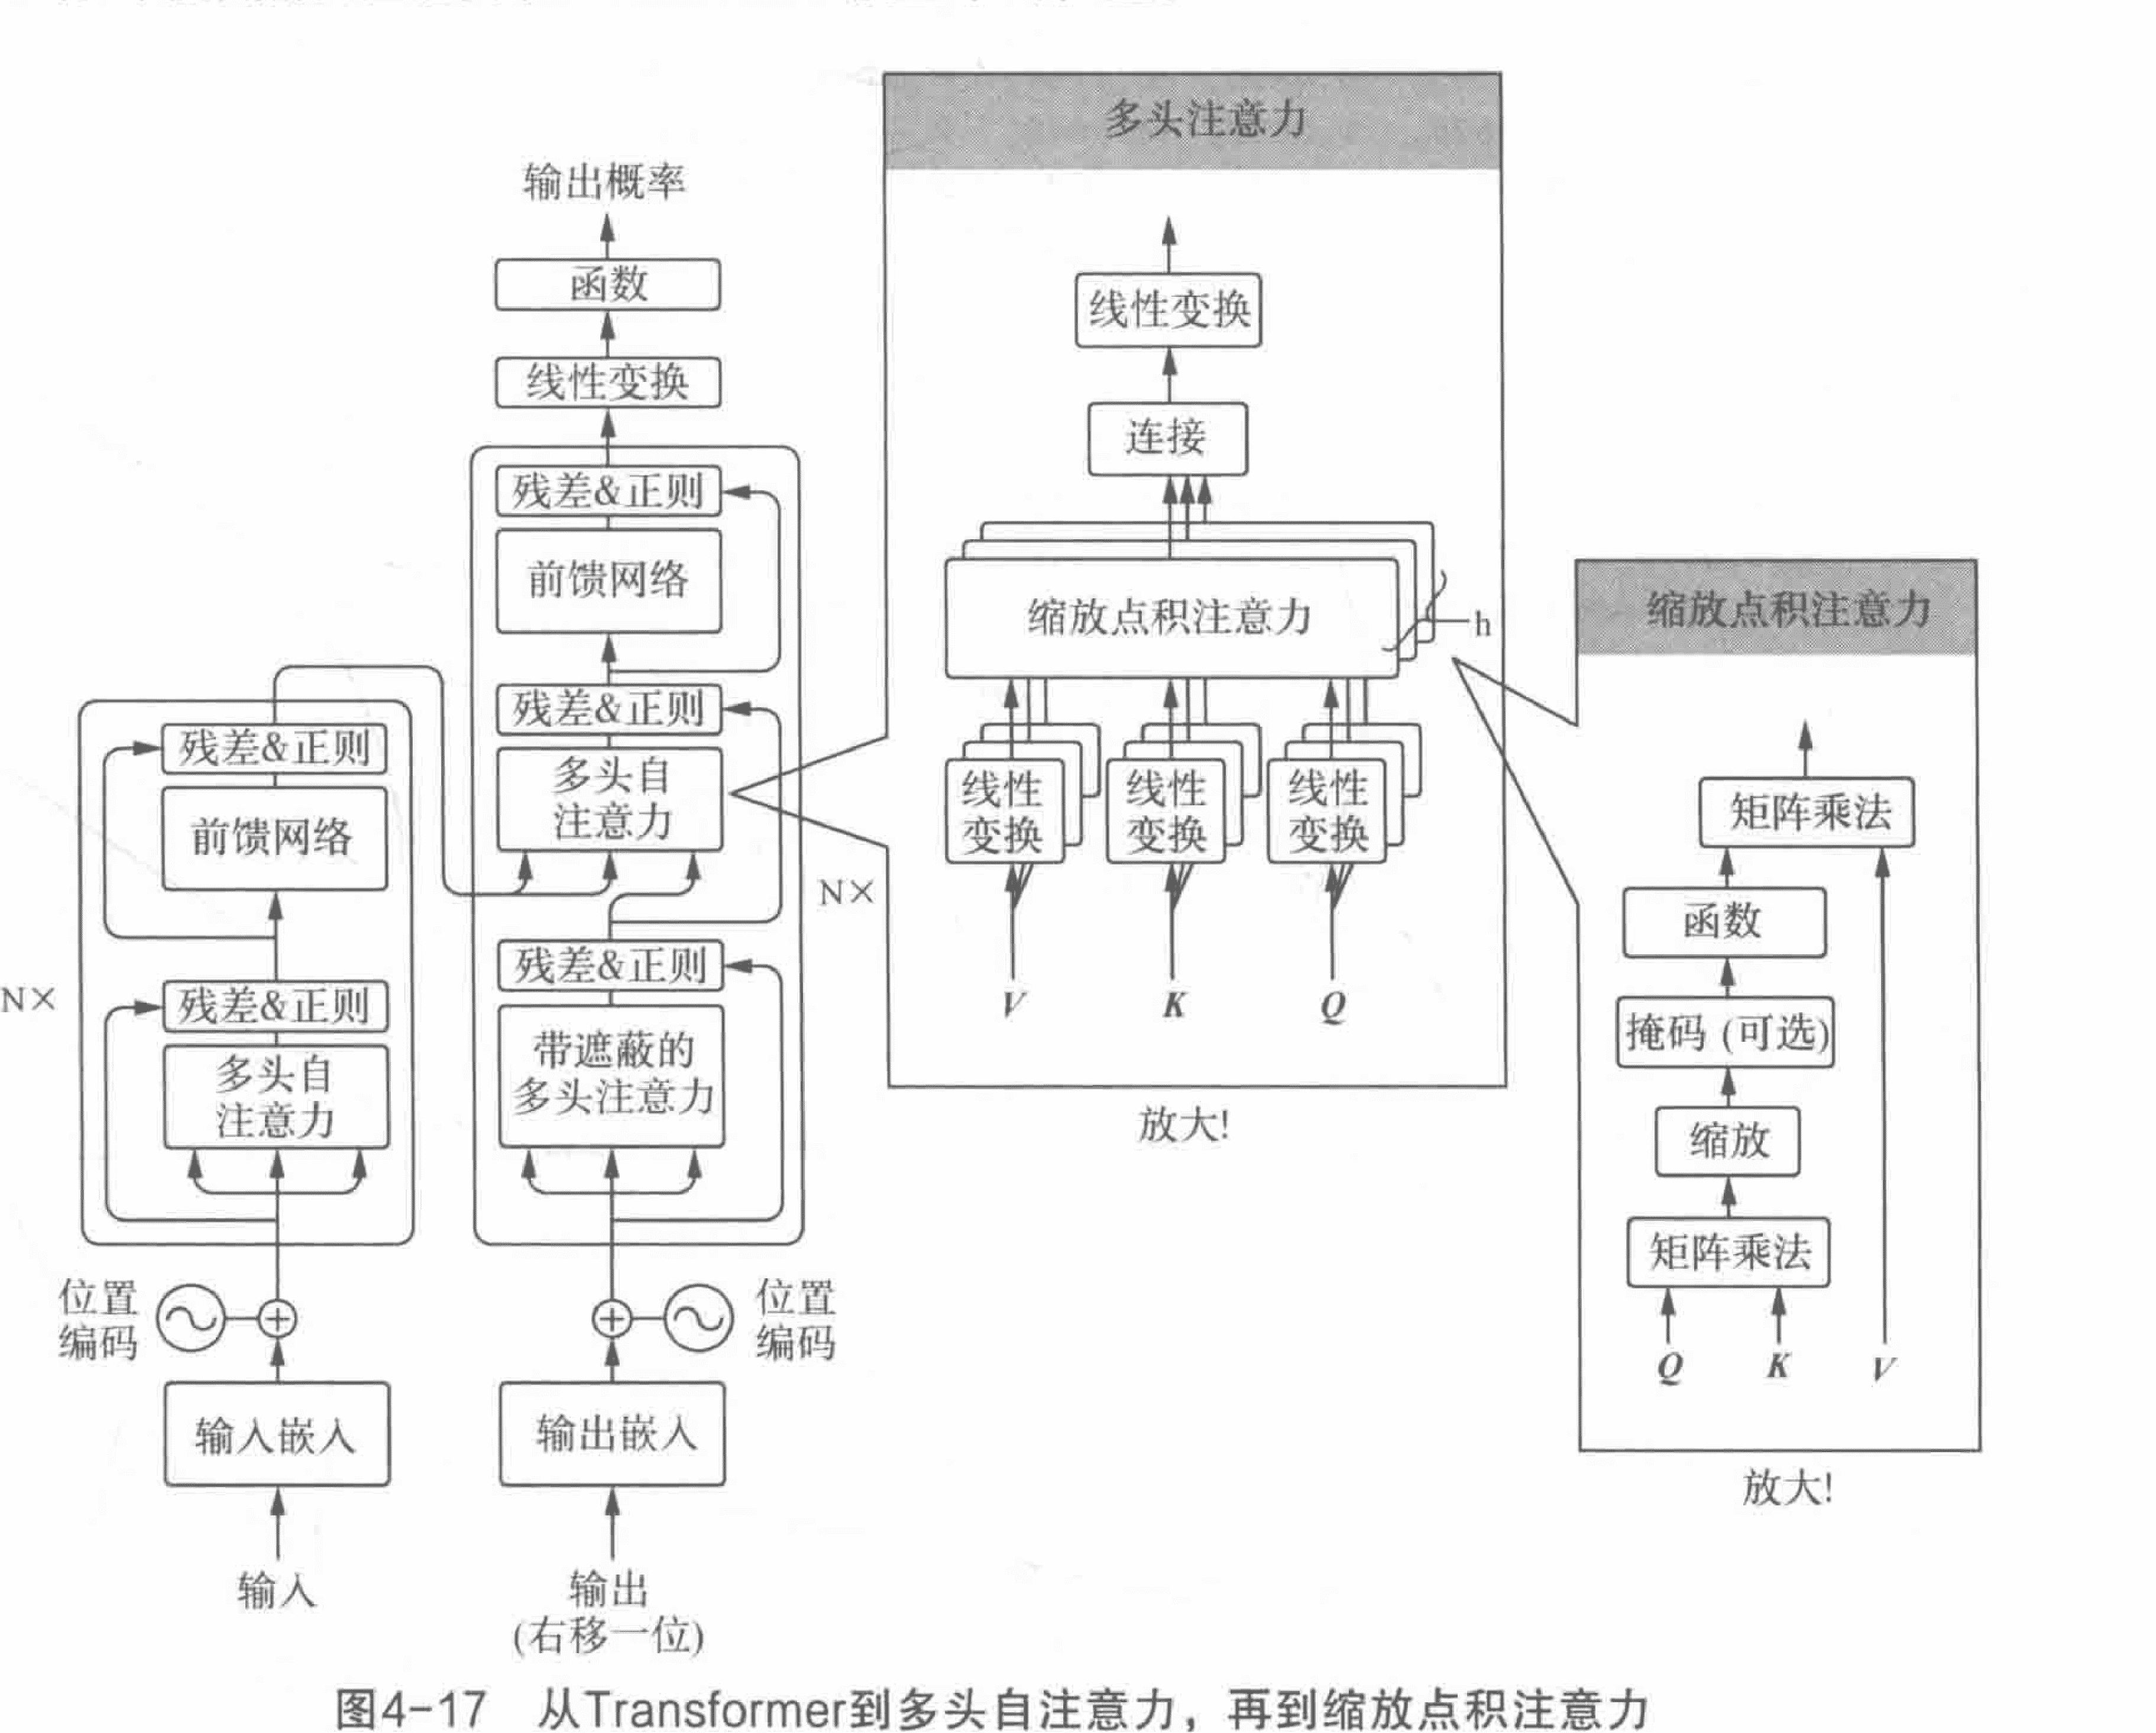 输出概率
函数
线性变换
残差&正则
前馈网络
残差&正则
多头自
注意力
残差&正则
带遮蔽的
多头注意力
N×
位置
编码
输出嵌入
输出
(右移一位)
残差&正则
前馈网络
残差&正则
多头自
注意力
N×
位置
编码
输入嵌入
输入
多头注意力
线性变换
连接
缩放点积注意力
h
线性
变换
线性
变换
线性
变换
V
K
Q
放大!
缩放点积注意力
矩阵乘法
函数
掩码 (可选)
缩放
矩阵乘法
Q
K
V
放大!
图4-17 从Transformer到多头自注意力，再到缩放点积注意力